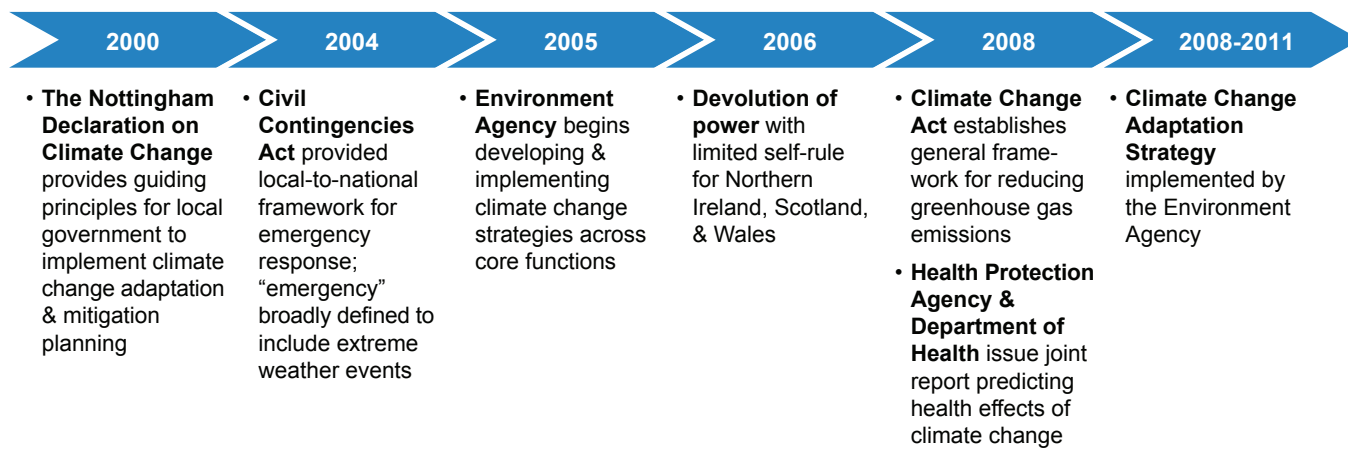 2000
2004
2005
2006
2008
2008-2011
• The Nottingham
Declaration on
Climate Change
provides guiding
principles for local
government to
implement climate
change adaptation
& mitigation
planning
• Civil
Contingencies
Act provided
local-to-national
framework for
emergency
response;
“emergency”
broadly defined to
include extreme
weather events
• Environment
Agency begins
developing &
implementing
climate change
strategies across
core functions
• Devolution of
power with
limited self-rule
for Northern
Ireland, Scotland,
& Wales
• Climate Change
Act establishes
general frame-
work for reducing
greenhouse gas
emissions
• Health Protection
Agency &
Department of
Health issue joint
report predicting
health effects of
climate change
• Climate Change
Adaptation
Strategy
implemented by
the Environment
Agency